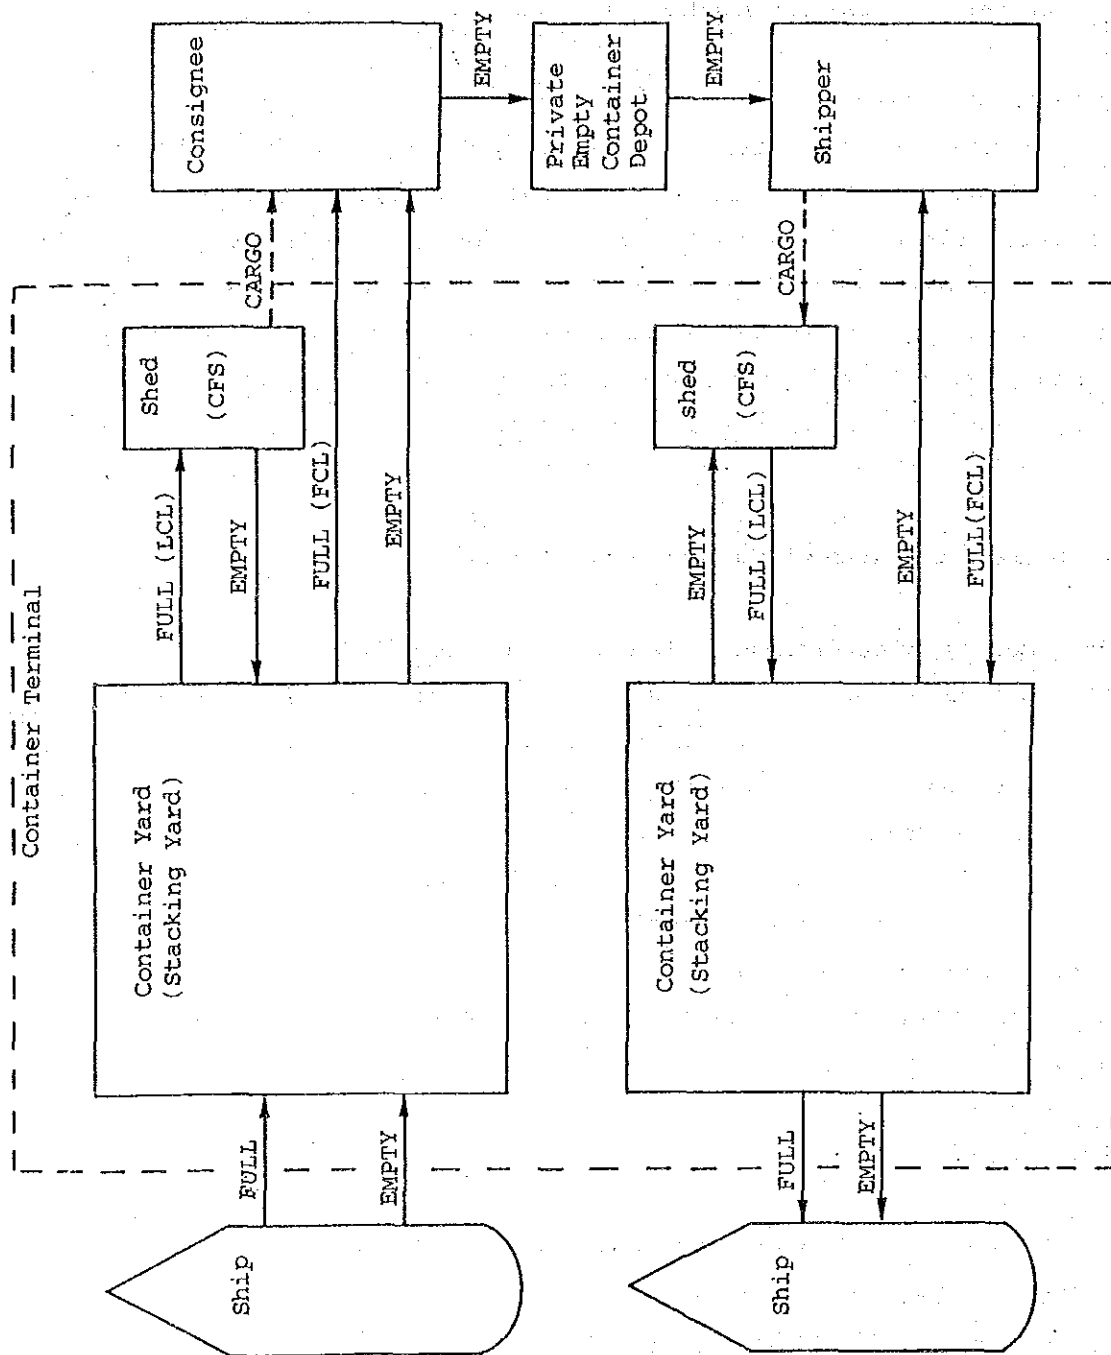 Container Terminal
Ship
FULL
EMPTY
Container Yard
(Stacking Yard)
FULL (LCL)
EMPTY
FULL (FCL)
EMPTY
Shed
(CFS)
CARGO
Consignee
EMPTY
Private
Empty
Container
Depot
EMPTY
Ship
FULL
EMPTY
Container Yard
(Stacking Yard)
EMPTY
FULL (LCL)
EMPTY
FULL(FCL)
shed
(CFS)
CARGO
Shipper